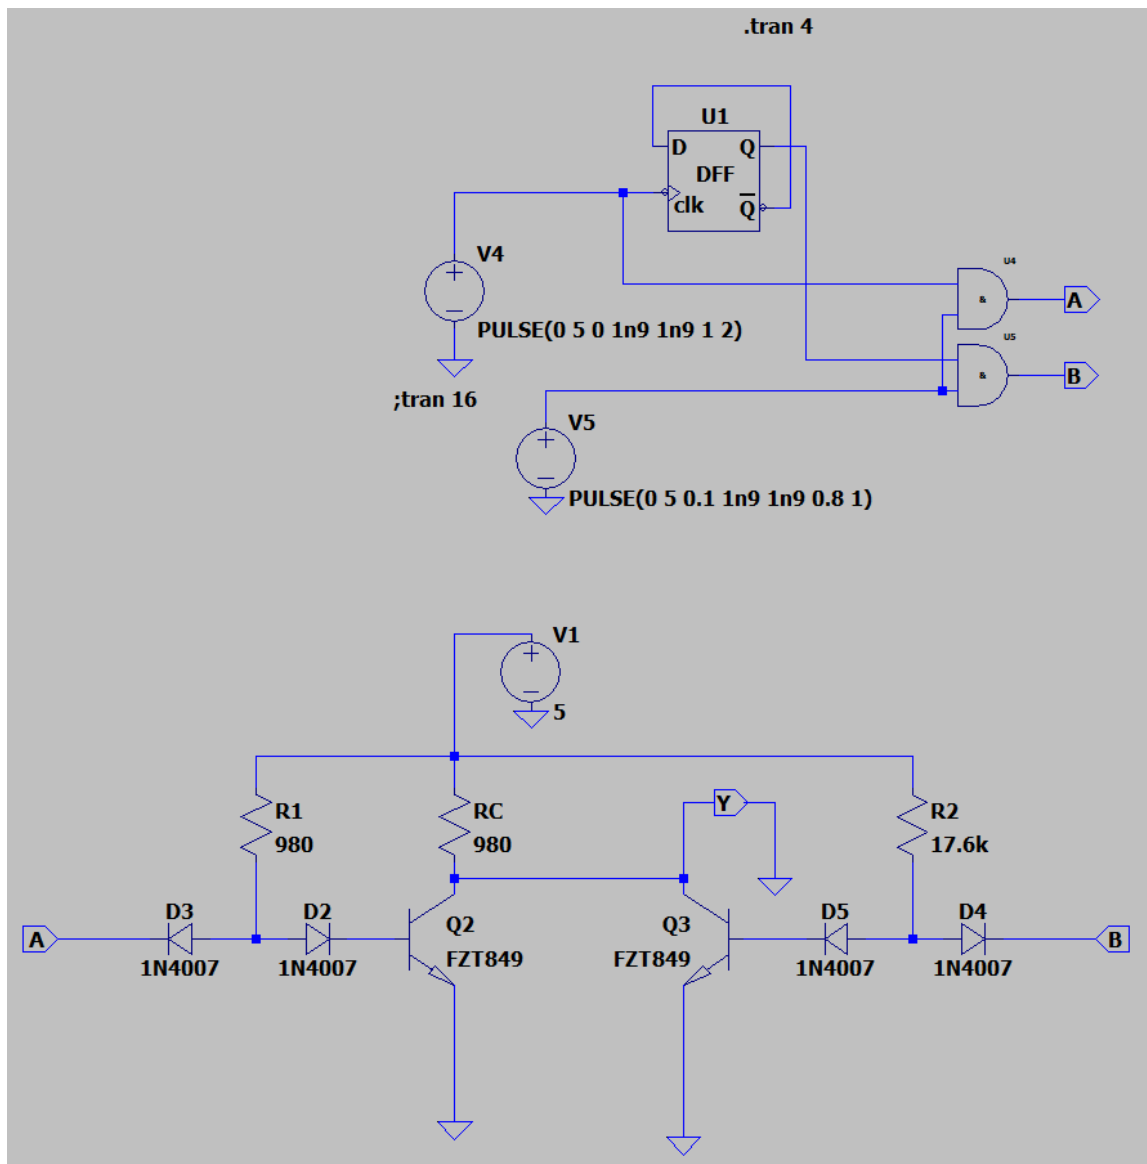 .tran 4
U1
D Q
DFF
clk Q
V4
U4
&
A
PULSE(0 5 0 1n9 1n9 1 2)
U5
&
B
;tran 16
V5
PULSE(0 5 0.1 1n9 1n9 0.8 1)
V1
5
R1
980
RC
980
Y
R2
17.6k
A
D3
1N4007
D2
1N4007
Q2
FZT849
Q3
FZT849
D5
1N4007
D4
1N4007
B